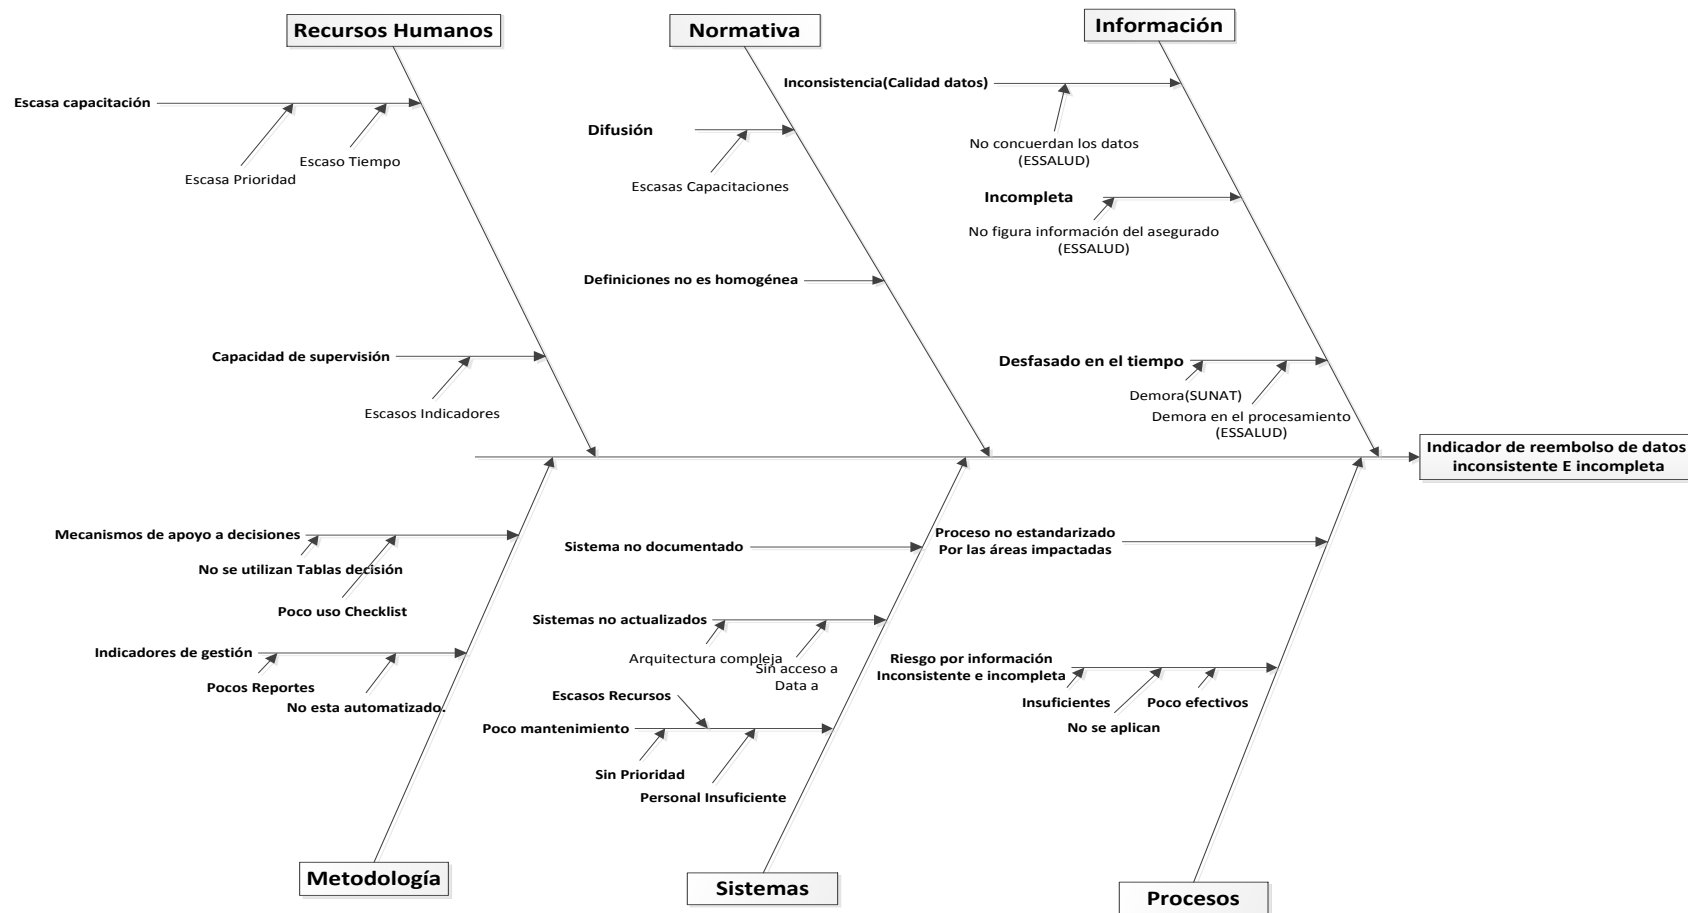 Recursos Humanos
Normativa
Información
Escasa capacitación
Escasa Prioridad
Escaso Tiempo
Capacidad de supervisión
Escasos Indicadores
Difusión
Escasas Capacitaciones
Definiciones no es homogénea
Inconsistencia(Calidad datos)
No concuerdan los datos
(ESSALUD)
Incompleta
No figura información del asegurado
(ESSALUD)
Desfasado en el tiempo
Demora(SUNAT)
Demora en el procesamiento
(ESSALUD)
Indicador de reembolso de datos
inconsistente E incompleta
Mecanismos de apoyo a decisiones
No se utilizan Tablas decisión
Poco uso Checklist
Indicadores de gestión
Pocos Reportes
No esta automatizado.
Sistema no documentado
Sistemas no actualizados
Arquitectura compleja
Sin acceso a
Data a
Escasos Recursos
Poco mantenimiento
Sin Prioridad
Personal Insuficiente
Proceso no estandarizado
Por las áreas impactadas
Riesgo por información
Inconsistente e incompleta
Insuficientes
Poco efectivos
No se aplican
Metodología
Sistemas
Procesos